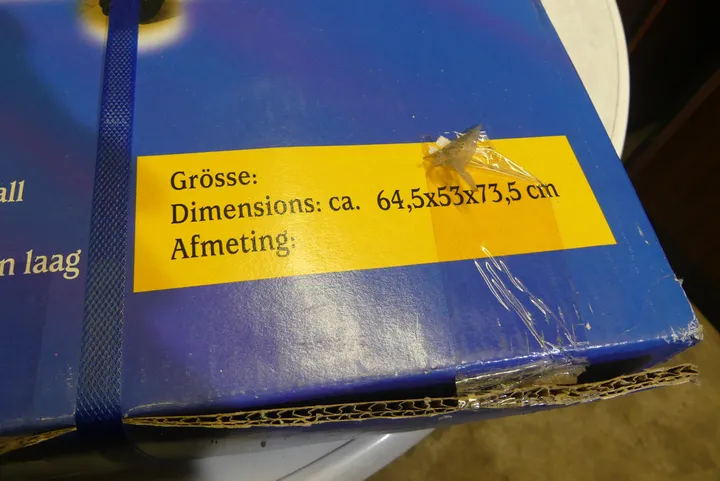 all
n laag
Grösse:
Dimensions: ca. 64,5x53x73,5 cm
Afmeting: